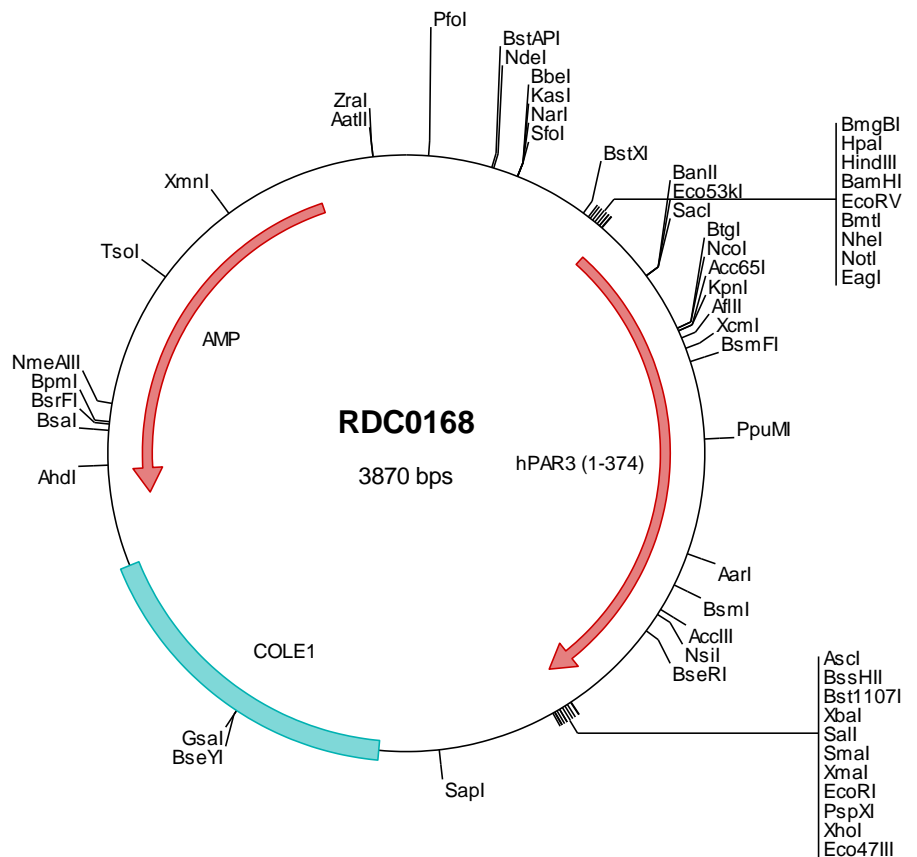 PfoI
BstAPI
NdeI
BbeI
KasI
NarI
SfoI
ZraI
AatII
BstXI
BmgBI
HpaI
HindIII
BamHI
EcoRV
BmtI
NheI
NotI
EagI
BanII
Eco53kI
SacI
BtgI
NcoI
Acc65I
KpnI
AflII
XcmI
BsmFI
XmnI
TsoI
AMP
NmeAIII
BpmI
BsrFI
BsaI
AhdI
RDC0168
3870 bps
hPAR3 (1-374)
PpuMI
AarI
BsmI
AccIII
NsiI
BseRI
COLE1
GsaI
BseYI
SapI
AscI
BssHII
Bst1107I
XbaI
SalI
SmaI
XmaI
EcoRI
PspXI
XhoI
Eco47III